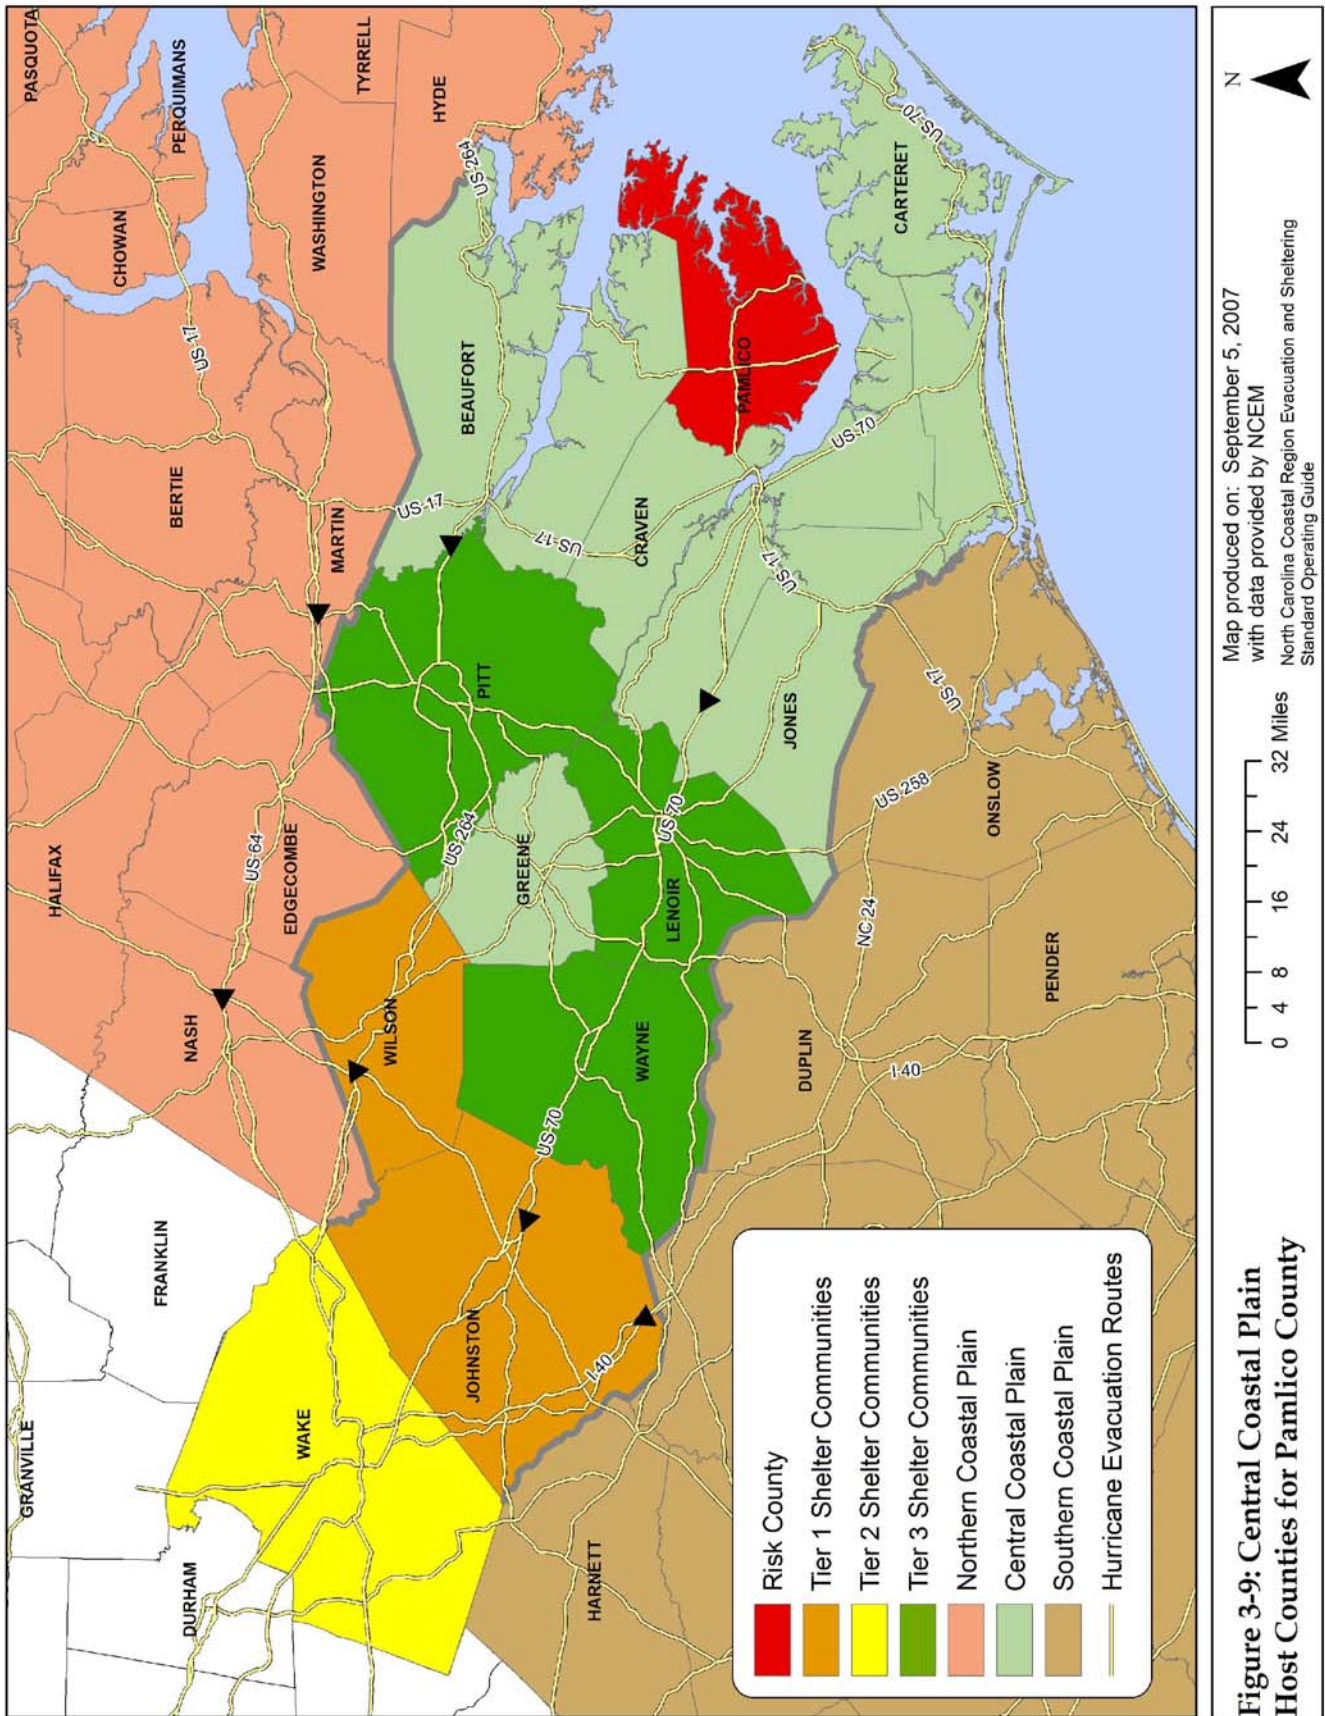 GRANVILLE
HALIFAX
PASQUOTA
FRANKLIN
BERTIE
CHOWAN
PERQUIMANS
NASH
US-64
US-17
DURHAM
EDGECOMBE
MARTIN
WASHINGTON
TYRRELL
WAKE
HYDE
WILSON
US-264
US-17
US-264
PITT
BEAUFORT
JOHNSTON
GREENE
US-70
US-17
I-40
HARNETT
WAYNE
LENOIR
US-70
CRAVEN
PAMLICO
US-17
US-70
JONES
DUPLIN
NC 24
US 258
CARTERET
US-70
I-40
US-17
ONSLOW
PENDER
Risk County
Tier 1 Shelter Communities
Tier 2 Shelter Communities
Tier 3 Shelter Communities
Northern Coastal Plain
Central Coastal Plain
Southern Coastal Plain
Hurricane Evacuation Routes
Figure 3-9: Central Coastal Plain
Host Counties for Pamlico County
0 4 8 16 24 32 Miles
Map produced on: September 5, 2007
with data provided by NCEM
North Carolina Coastal Region Evacuation and Sheltering
Standard Operating Guide
N